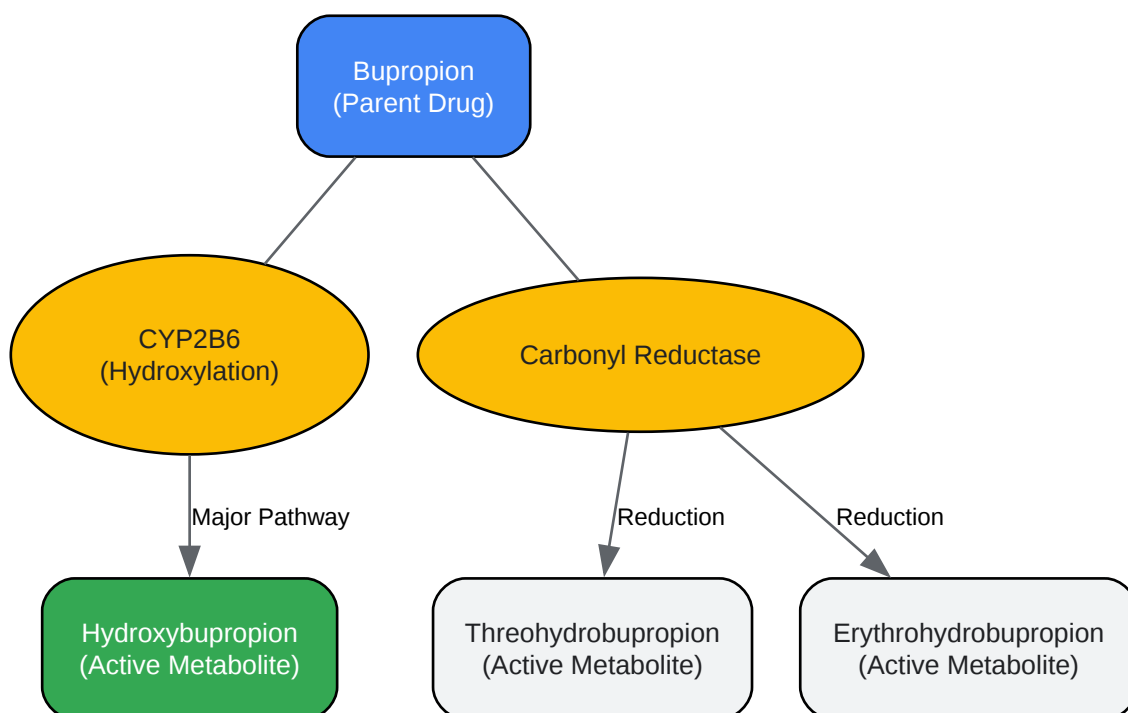 Bupropion
(Parent Drug)
CYP2B6
(Hydroxylation)
Carbonyl Reductase
Major Pathway
Reduction
Reduction
Hydroxybupropion
(Active Metabolite)
Threohydrobupropion
(Active Metabolite)
Erythrohydrobupropion
(Active Metabolite)